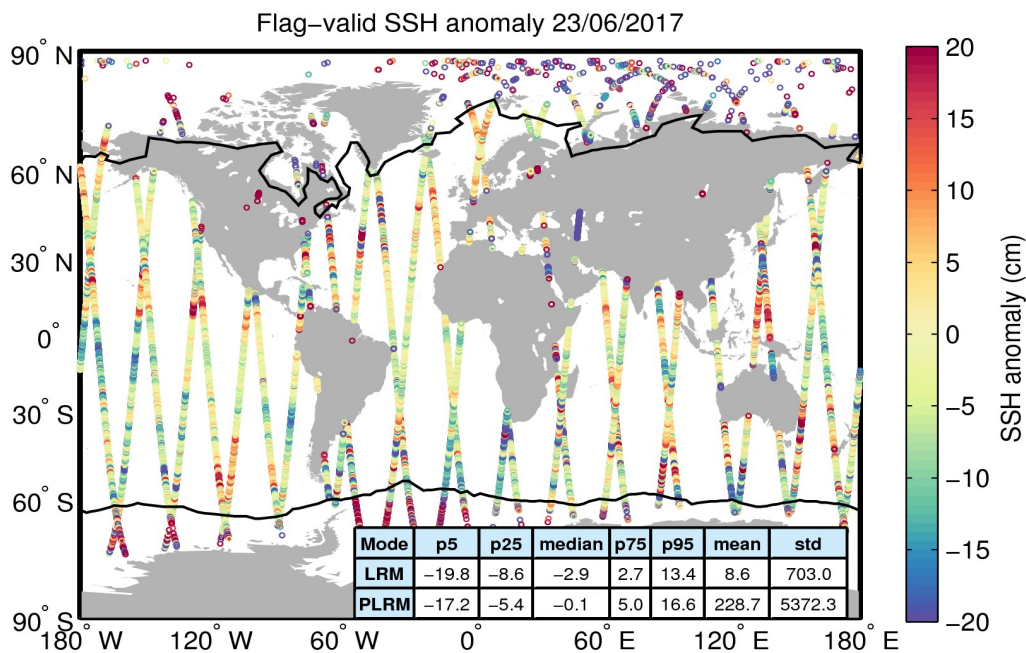 Flag−valid SSH anomaly 23/06/2017
90° N
60° N
30° N
0°
30° S
60° S
90° S
180° W 120° W 60° W 0° 60° E 120° E 180° E
Mode p5 p25 median p75 p95 mean std
LRM −19.8 −8.6 −2.9 2.7 13.4 8.6 703.0
PLRM −17.2 −5.4 −0.1 5.0 16.6 228.7 5372.3
20
15
10
5
0
−5
−10
−15
−20
SSH anomaly (cm)